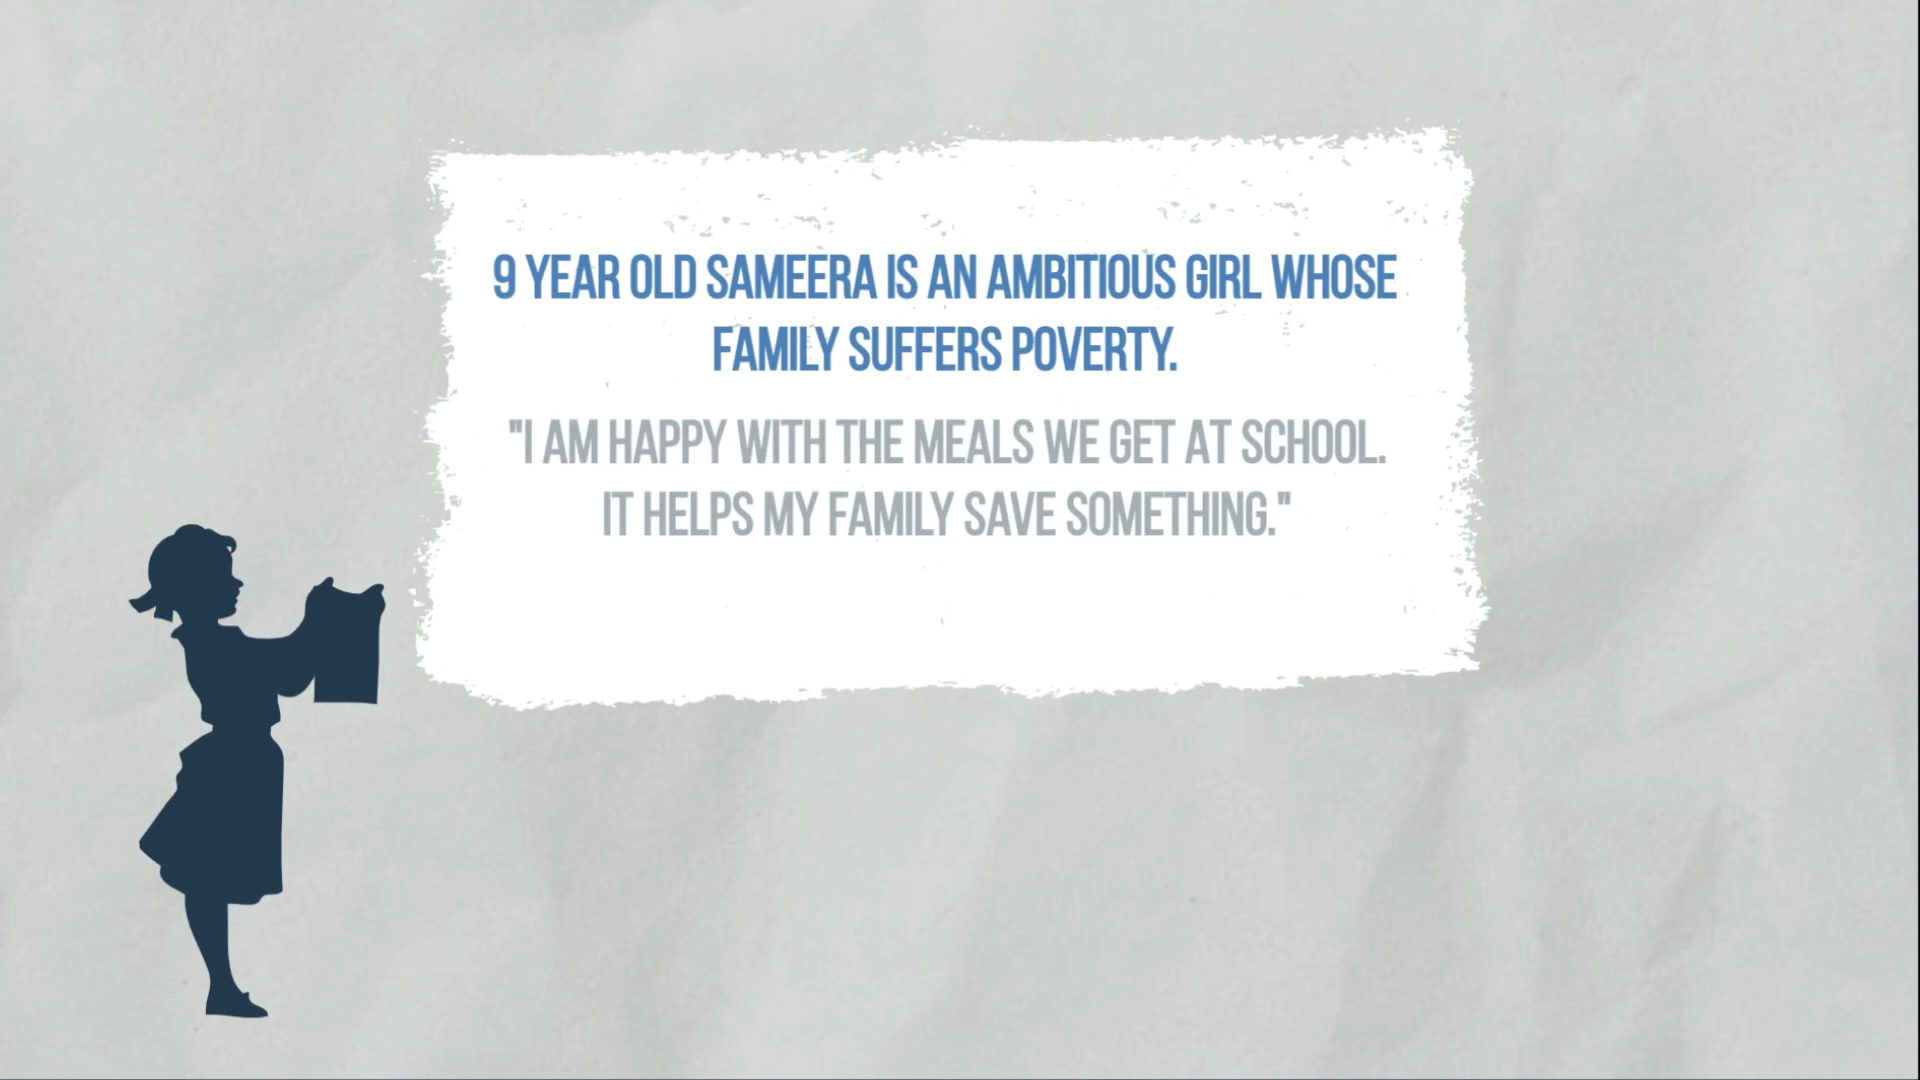 9 YEAR OLD SAMEERA IS AN AMBITIOUS GIRL WHOSE
FAMILY SUFFERS POVERTY.
"I AM HAPPY WITH THE MEALS WE GET AT SCHOOL.
IT HELPS MY FAMILY SAVE SOMETHING."